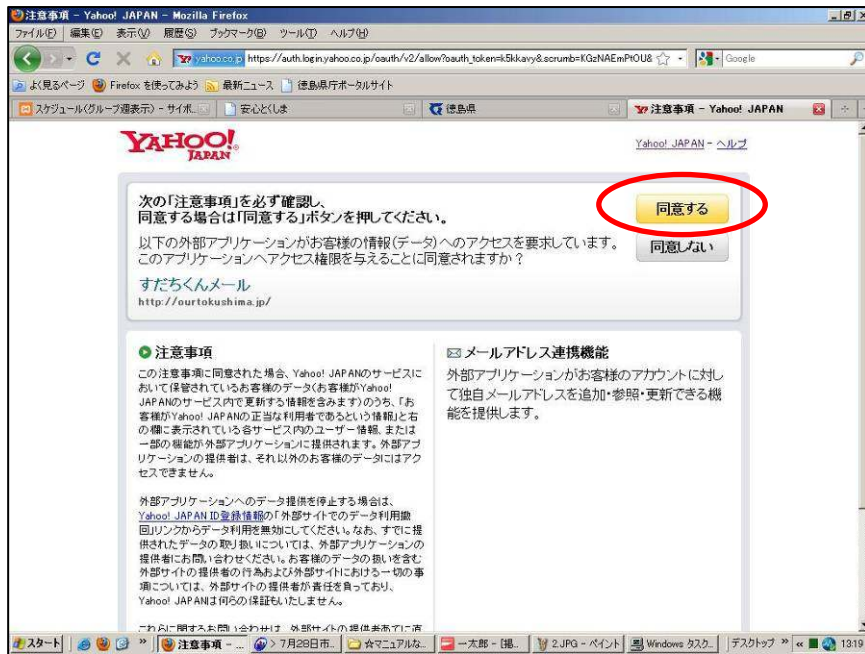 注意事項 - Yahoo! JAPAN - Mozilla Firefox
ファイル(F) 編集(E) 表示(V) 履歴(S) ブックマーク(B) ツール(T) ヘルプ(H)
yahoo.co.jp https://auth.login.yahoo.co.jp/oauth/v2/allow?oauth_token=k5kkavy&.scrumb=KGzNAEmPtOU8 Google
よく見るページ Firefox を使ってみよう 最新ニュース 徳島県庁ポータルサイト
スケジュール(グループ週表示) - サイボ... 安心とくしま 徳島県 注意事項 - Yahoo! JAPAN
YAHOO!
JAPAN
Yahoo! JAPAN - ヘルプ
次の「注意事項」を必ず確認し、
同意する場合は「同意する」ボタンを押してください。
同意する
以下の外部アプリケーションがお客様の情報(データ)へのアクセスを要求しています。
このアプリケーションへアクセス権限を与えることに同意されますか？
同意しない
すだちくんメール
http://ourtokushima.jp/
注意事項
この注意事項に同意された場合、Yahoo! JAPANのサービスに
おいて保管されているお客様のデータ(お客様がYahoo!
JAPANのサービス内で更新する情報を含みます)のうち、「お
客様がYahoo! JAPANの正当な利用者であるという情報」と右
の欄に表示されている各サービス内のユーザー情報、または
一部の機能が外部アプリケーションに提供されます。外部アプ
リケーションの提供者は、それ以外のお客様のデータにはアク
セスできません。
外部アプリケーションへのデータ提供を停止する場合は、
Yahoo! JAPAN ID登録情報の「外部サイトでのデータ利用撤
回」リンクからデータ利用を無効にしてください。なお、すでに提
供されたデータの取り扱いについては、外部アプリケーションの
提供者にお問い合わせください。お客様のデータの扱いを含む
外部サイトの提供者の行為および外部サイトにおける一切の事
項については、外部サイトの提供者が責任を負っており、
Yahoo! JAPANは何らの保証もいたしません。
これらに関するお問い合わせは、外部サイトの提供者あてに直
メールアドレス連携機能
外部アプリケーションがお客様のアカウントに対し
て独自メールアドレスを追加・参照・更新できる機
能を提供します。
スタート 注意事項 - ... > 7月28日市... ☆マニュアルな... 一太郎 - [掲... 2.JPG - ペイント Windows タスク... デスクトップ 13:19